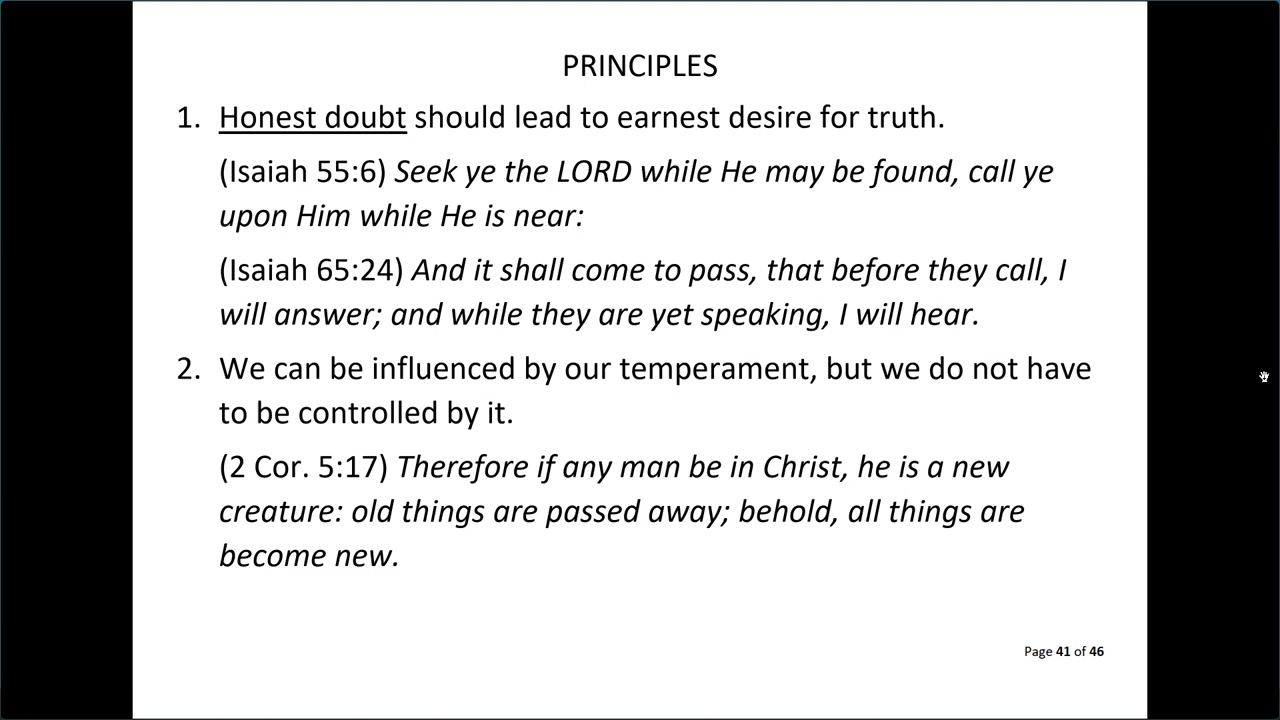 PRINCIPLES
1. Honest doubt should lead to earnest desire for truth.
(Isaiah 55:6) Seek ye the LORD while He may be found, call ye
upon Him while He is near:
(Isaiah 65:24) And it shall come to pass, that before they call, I
will answer; and while they are yet speaking, I will hear.
2. We can be influenced by our temperament, but we do not have
to be controlled by it.
(2 Cor. 5:17) Therefore if any man be in Christ, he is a new
creature: old things are passed away; behold, all things are
become new.
Page 41 of 46